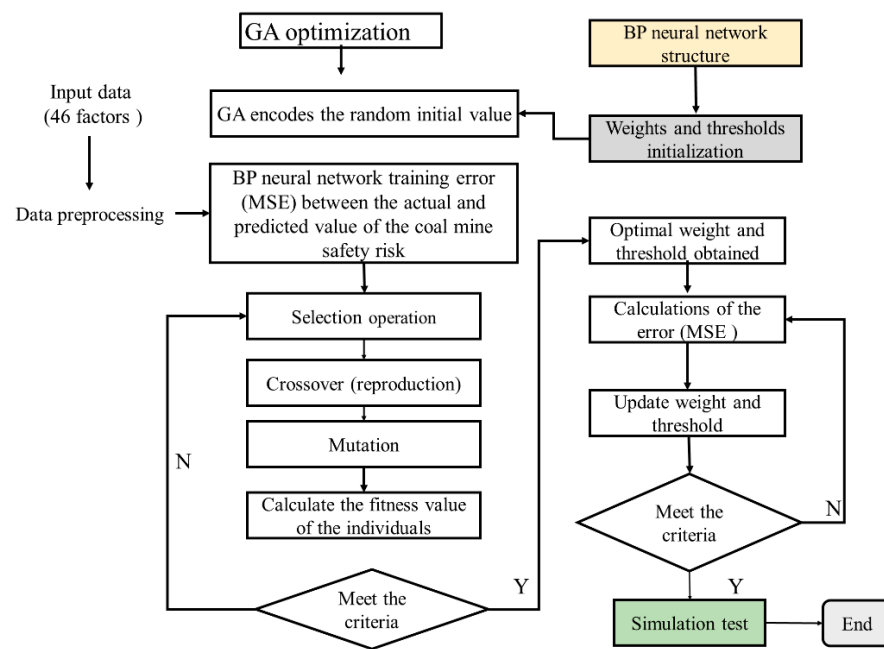 GA optimization
BP neural network
structure
Input data
(46 factors )
GA encodes the random initial value
Weights and thresholds
initialization
Data preprocessing
BP neural network training error
(MSE) between the actual and
predicted value of the coal mine
safety risk
Selection operation
Crossover (reproduction)
Mutation
Calculate the fitness value
of the individuals
N
Meet the
criteria
Y
Optimal weight and
threshold obtained
Calculations of the
error (MSE )
Update weight and
threshold
Meet the
criteria
N
Y
Simulation test
End